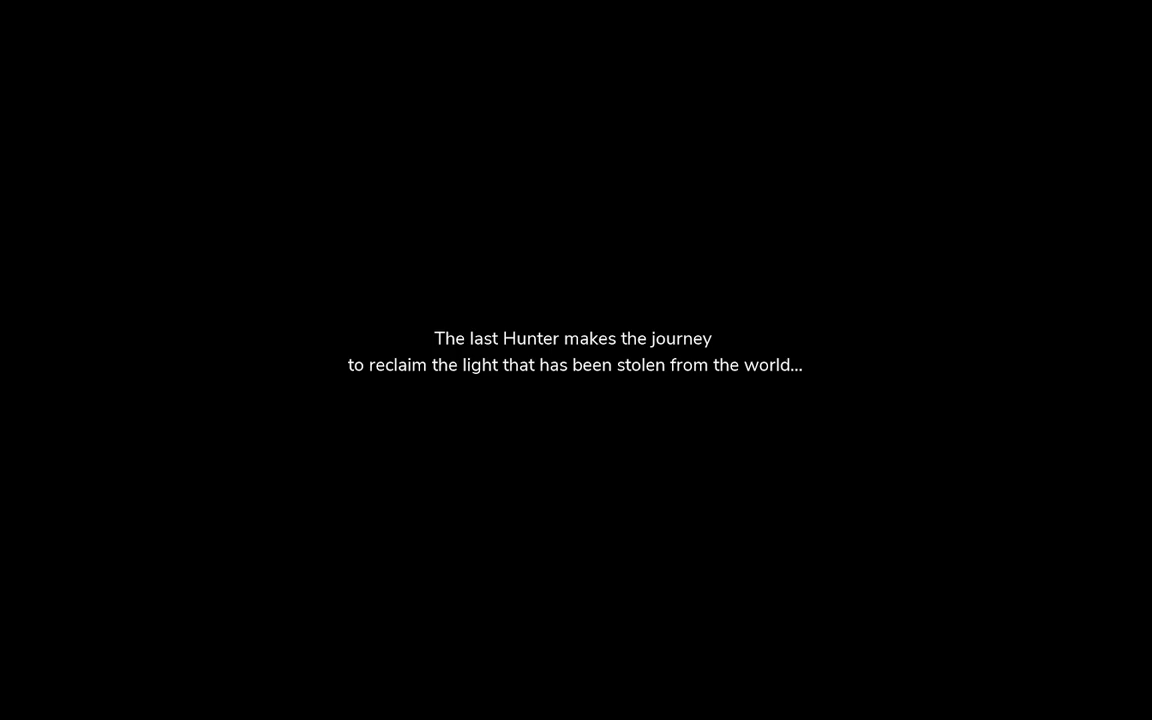 The last Hunter makes the journey
to reclaim the light that has been stolen from the world...